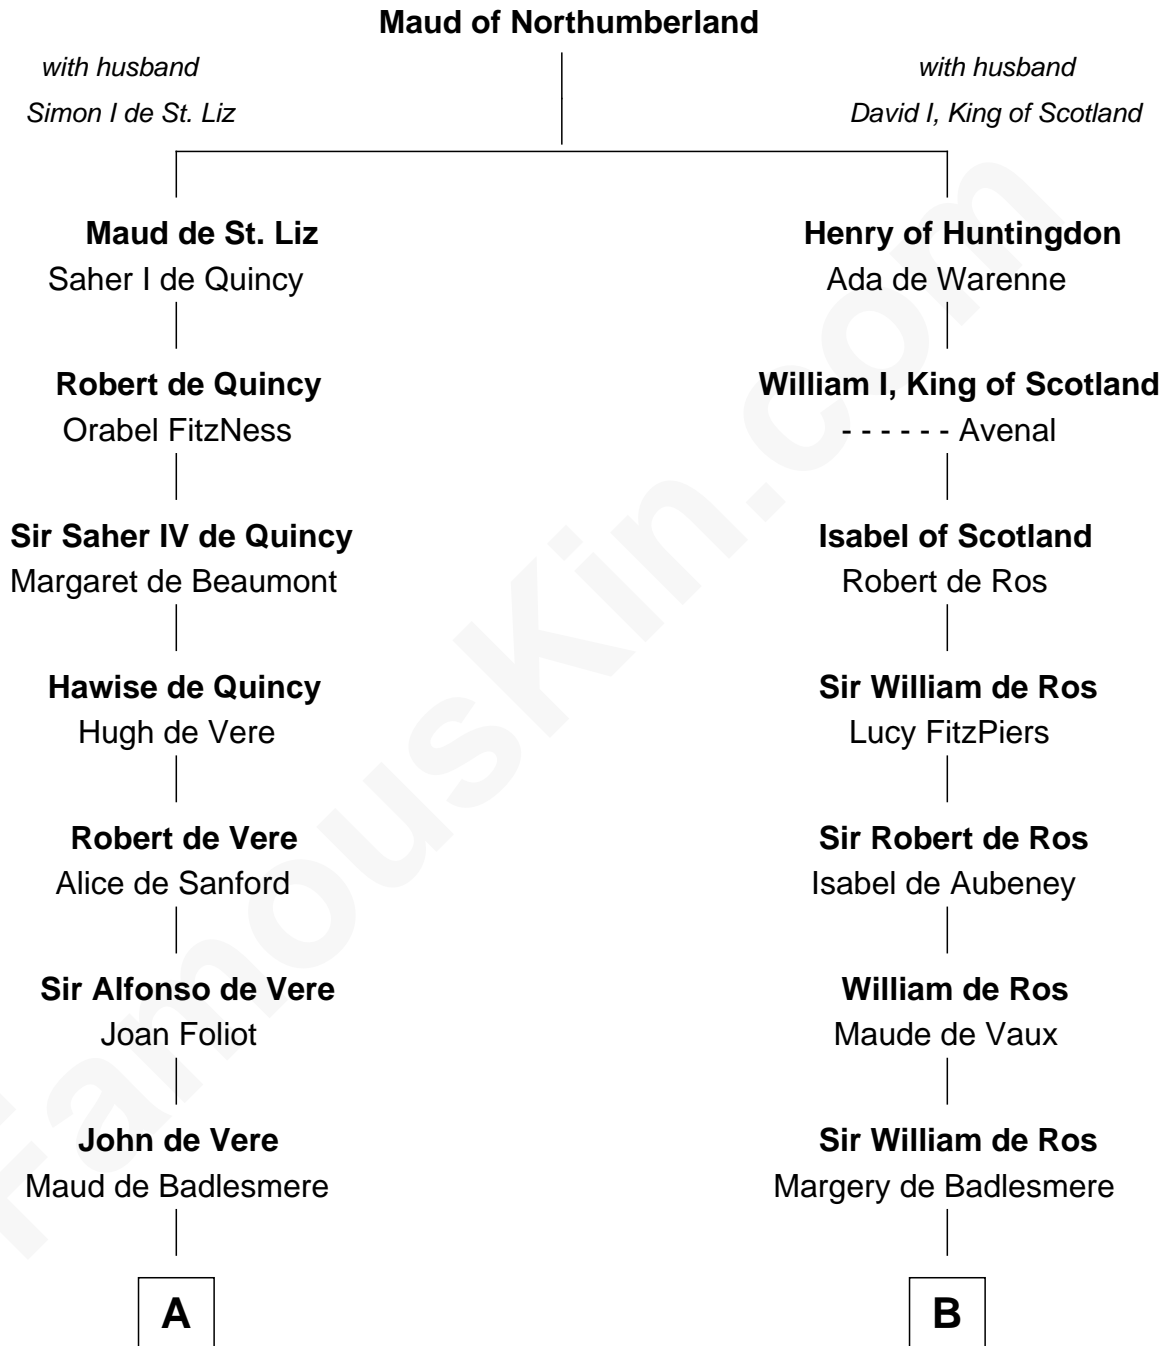 Maud of Northumberland
with husband
Simon I de St. Liz
with husband
David I, King of Scotland
Maud de St. Liz
Saher I de Quincy
Henry of Huntingdon
Ada de Warenne
Robert de Quincy
Orabel FitzNess
William I, King of Scotland
- - - - - - Avenal
Sir Saher IV de Quincy
Margaret de Beaumont
Isabel of Scotland
Robert de Ros
Hawise de Quincy
Hugh de Vere
Sir William de Ros
Lucy FitzPiers
Robert de Vere
Alice de Sanford
Sir Robert de Ros
Isabel de Aubeney
Sir Alfonso de Vere
Joan Foliot
William de Ros
Maude de Vaux
John de Vere
Maud de Badlesmere
Sir William de Ros
Margery de Badlesmere
A
B
FamousKin.com